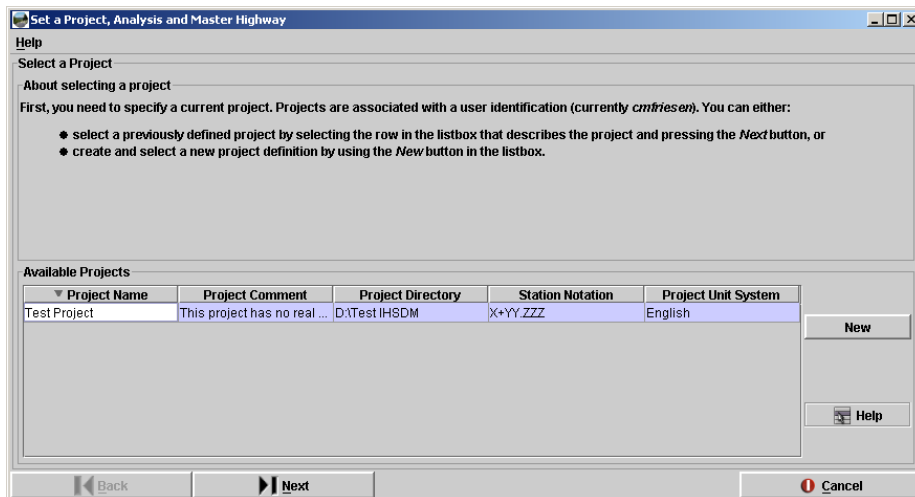 Set a Project, Analysis and Master Highway
Help
Select a Project
About selecting a project
First, you need to specify a current project. Projects are associated with a user identification (currently cmfriesen). You can either:
select a previously defined project by selecting the row in the listbox that describes the project and pressing the Next button, or
create and select a new project definition by using the New button in the listbox.
Available Projects
Project Name Project Comment Project Directory Station Notation Project Unit System
Test Project This project has no real ... D:\Test IHSDM X+YY.ZZZ English
New
Help
Back Next Cancel